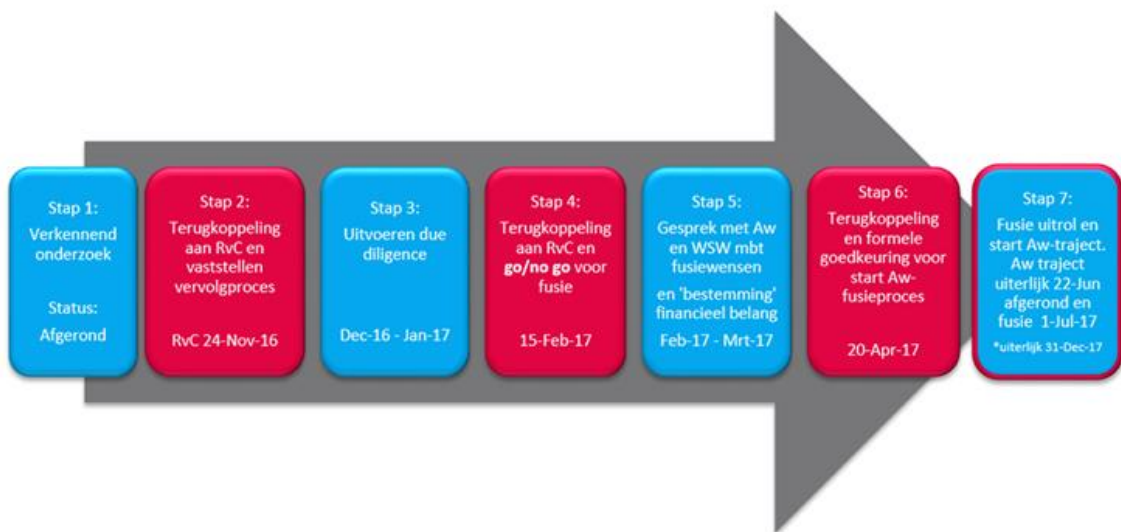 Stap 1:
Verkennend
onderzoek
Status:
Afgerond
Stap 2:
Terugkoppeling
aan RvC en
vaststellen
vervolgproces
RvC 24-Nov-16
Stap 3:
Uitvoeren due
diligence
Dec-16 - Jan-17
Stap 4:
Terugkoppeling
aan RvC en
go/no go voor
fusie
15-Feb-17
Stap 5:
Gesprek met Aw
en WSW mbt
fusiewensen
en 'bestemming'
financieel belang
Feb-17 - Mrt-17
Stap 6:
Terugkoppeling
en formele
goedkeuring voor
start Aw-
fusieproces
20-Apr-17
Stap 7:
Fusie uitrol en
start Aw-traject.
Aw traject
uiterlijk 22-Jun
afgerond en
fusie 1-Jul-17
*uiterlijk 31-Dec-17